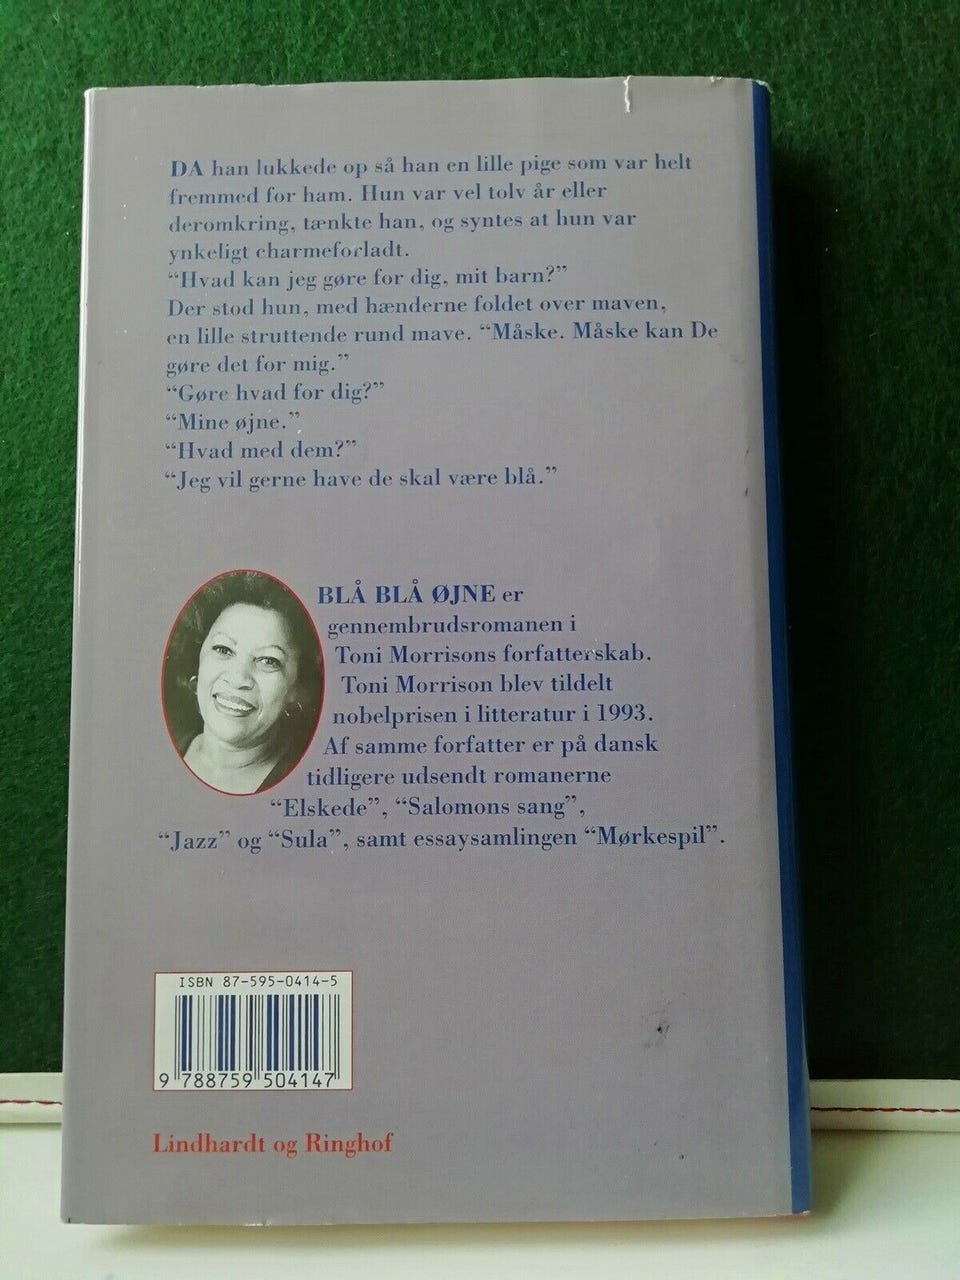 DA han lukkede op så han en lille pige som var helt
fremmed for ham. Hun var vel tolv år eller
deromkring, tænkte han, og syntes at hun var
ynkeligt charmeforladt.
“Hvad kan jeg gøre for dig, mit barn?”
Der stod hun, med hænderne foldet over maven,
en lille struttende rund mave. “Måske. Måske kan De
gøre det for mig.”
“Gøre hvad for dig?”
“Mine øjne.”
“Hvad med dem?”
“Jeg vil gerne have de skal være blå.”
BLÅ BLÅ ØJNE er
gennembrudsromanen i
Toni Morrisons forfatterskab.
Toni Morrison blev tildelt
nobelprisen i litteratur i 1993.
Af samme forfatter er på dansk
tidligere udsendt romanerne
“Elskede”, “Salomons sang”,
“Jazz” og “Sula”, samt essaysamlingen “Mørkespil”.
ISBN 87-595-0414-5
9 788759 504147
Lindhardt og Ringhof